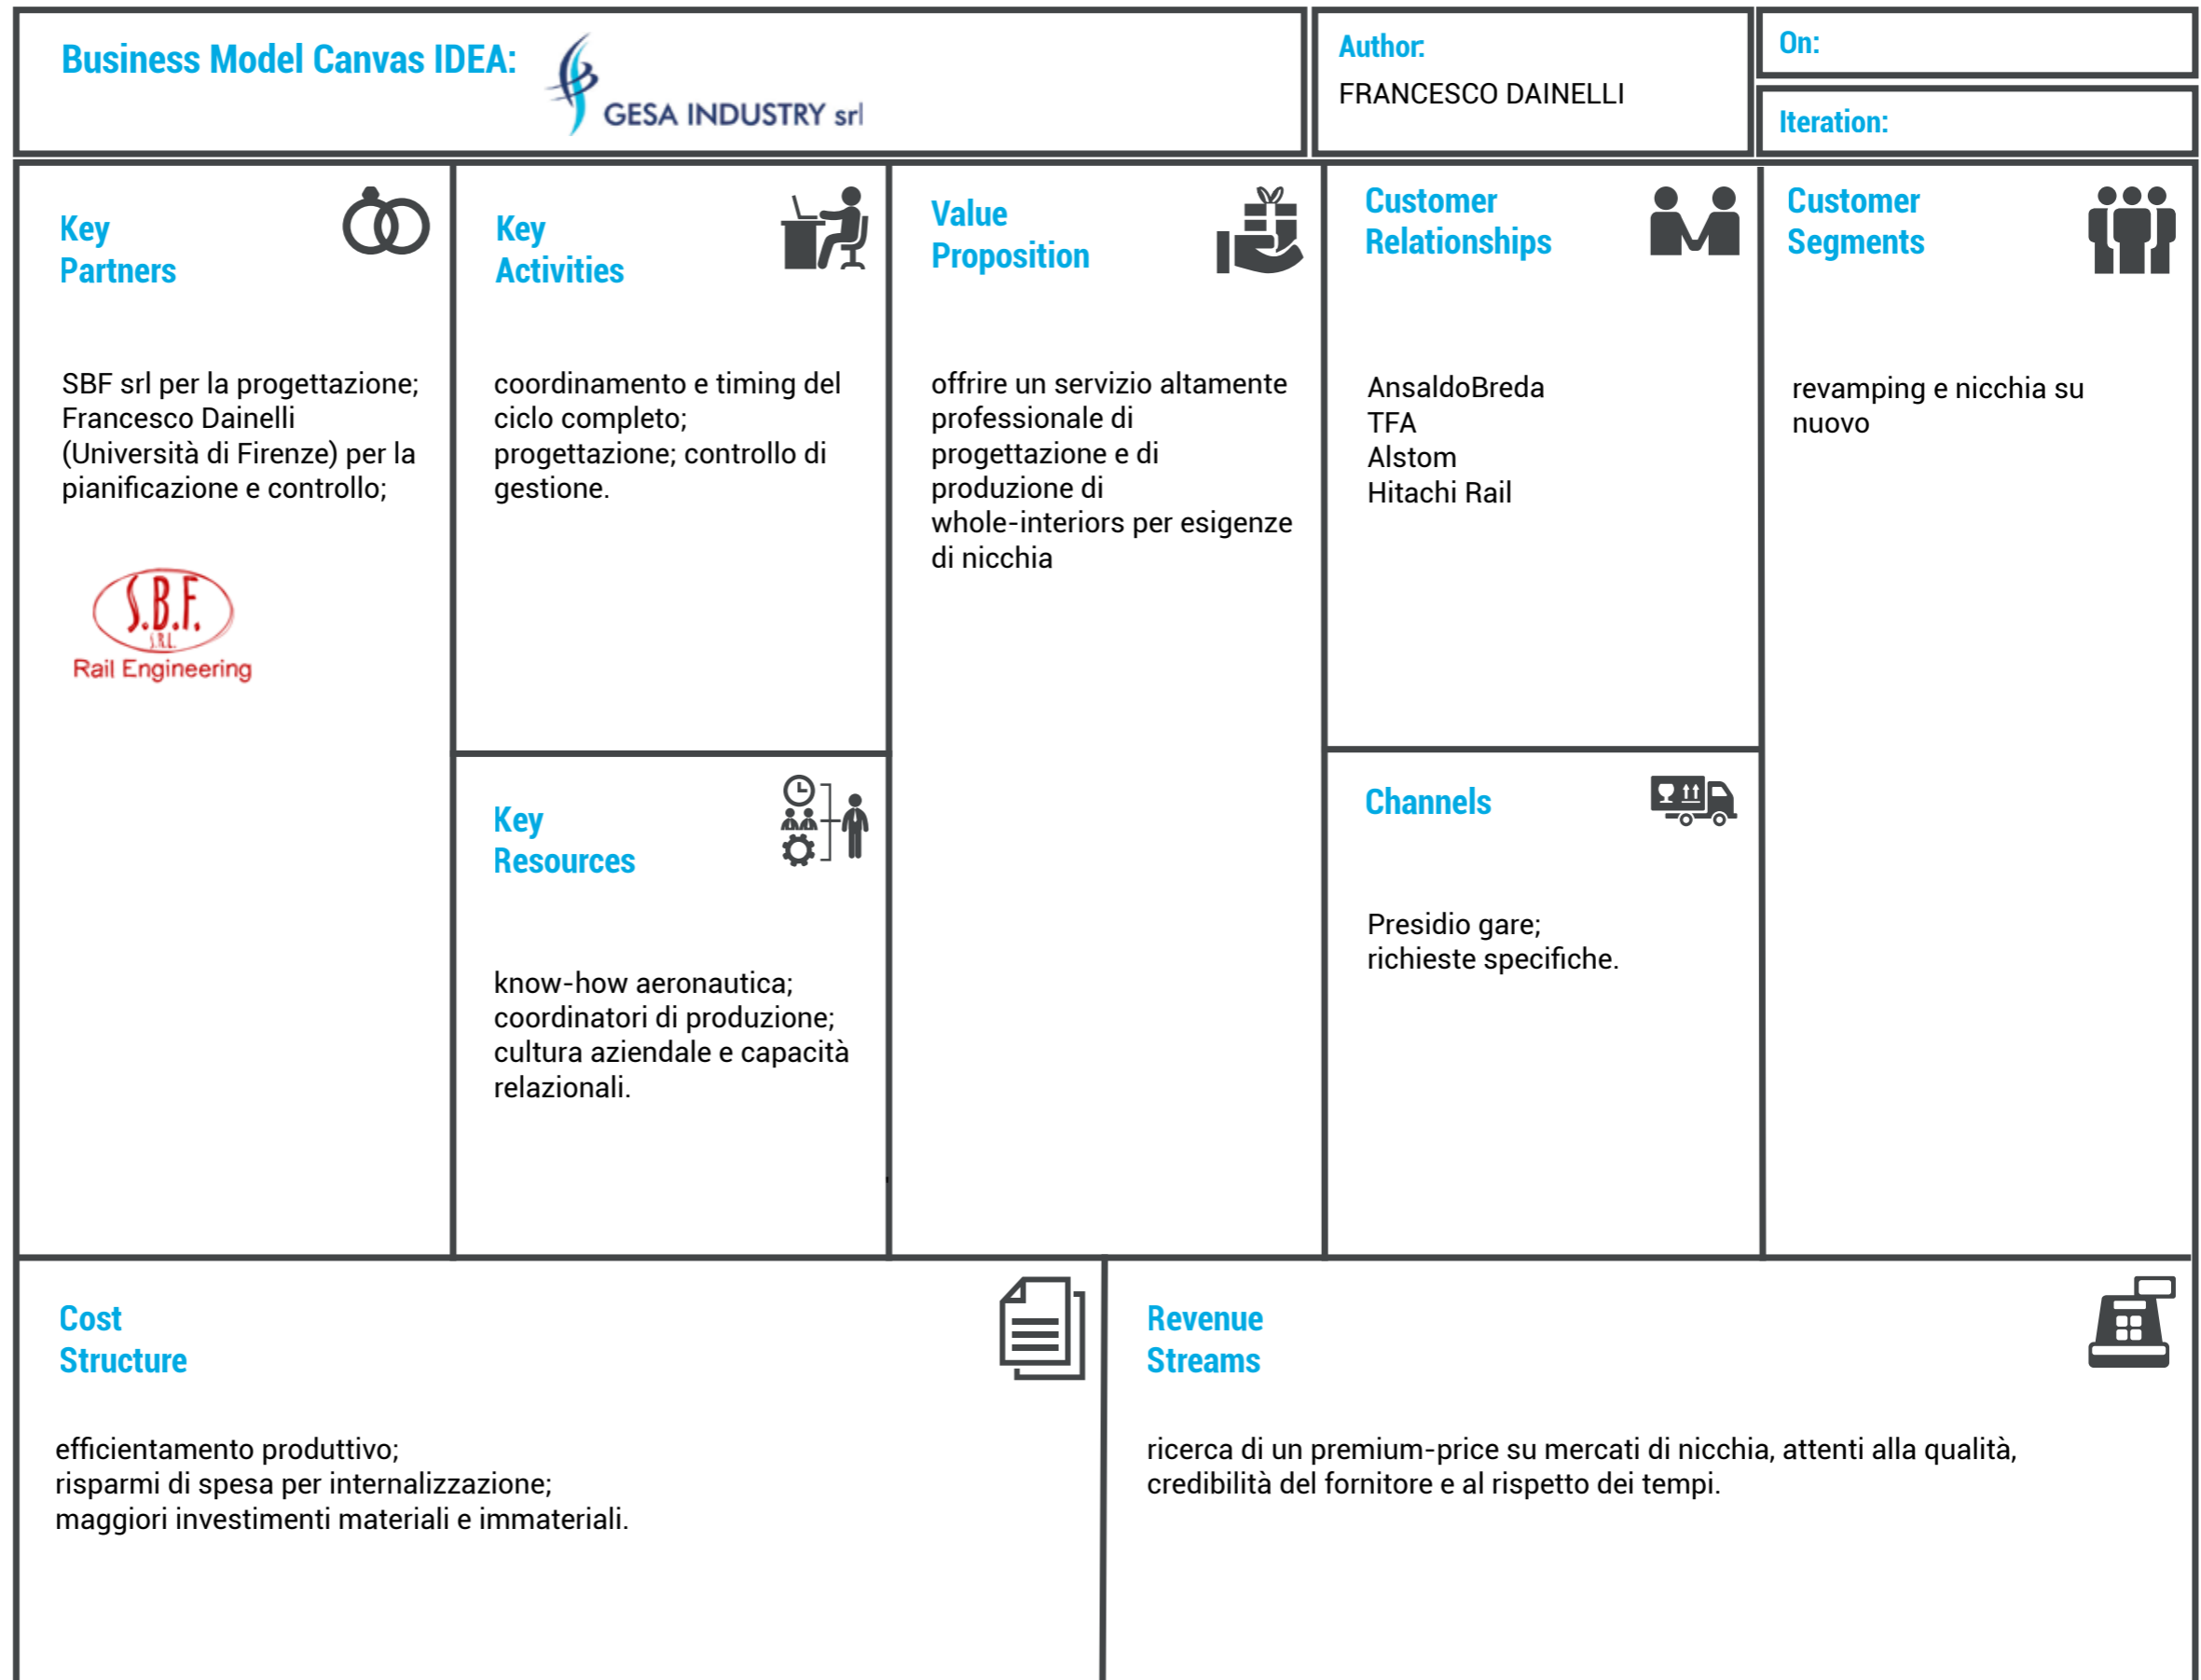 Business Model Canvas IDEA:
GESA INDUSTRY srl
Author:
FRANCESCO DAINELLI
On:
Iteration:
Key
Partners
SBF srl per la progettazione;
Francesco Dainelli
(Università di Firenze) per la
pianificazione e controllo;
S.B.F.
S.R.L.
Rail Engineering
Key
Activities
coordinamento e timing del
ciclo completo;
progettazione; controllo di
gestione.
Key
Resources
know-how aeronautica;
coordinatori di produzione;
cultura aziendale e capacità
relazionali.
Value
Proposition
offrire un servizio altamente
professionale di
progettazione e di
produzione di
whole-interiors per esigenze
di nicchia
Customer
Relationships
AnsaldoBreda
TFA
Alstom
Hitachi Rail
Channels
Presidio gare;
richieste specifiche.
Customer
Segments
revamping e nicchia su
nuovo
Cost
Structure
efficientamento produttivo;
risparmi di spesa per internalizzazione;
maggiori investimenti materiali e immateriali.
Revenue
Streams
ricerca di un premium-price su mercati di nicchia, attenti alla qualità,
credibilità del fornitore e al rispetto dei tempi.